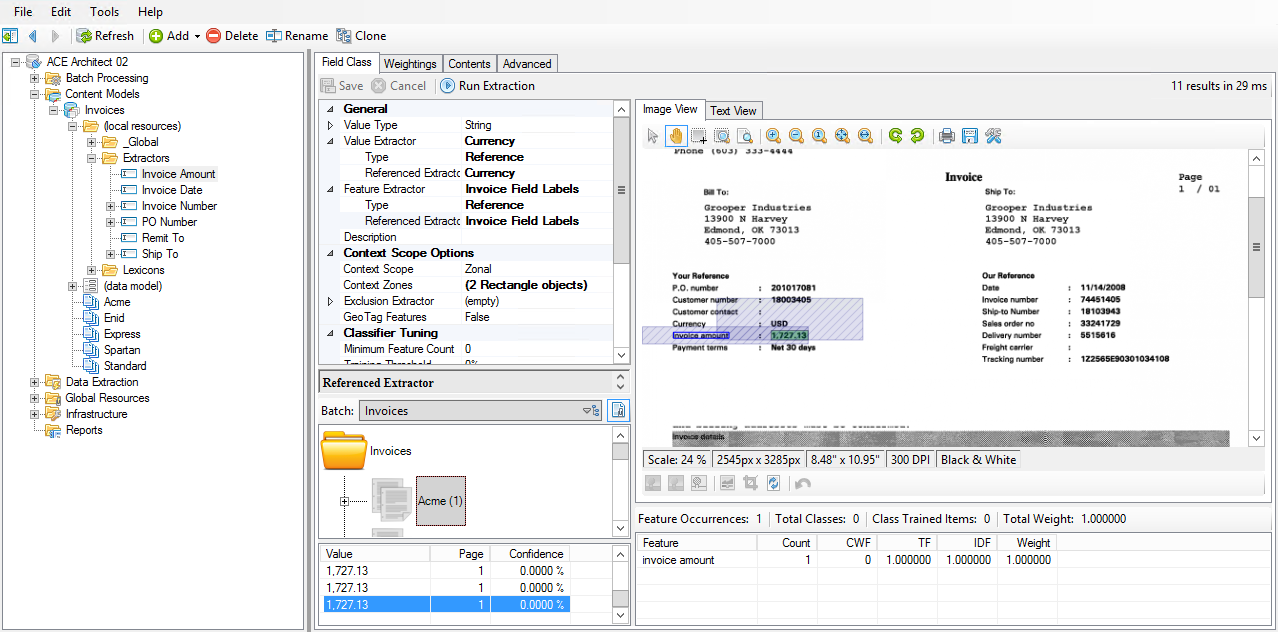 File Edit Tools Help
Refresh Add Delete Rename Clone
ACE Architect 02
Batch Processing
Content Models
Invoices
(local resources)
_Global
Extractors
Invoice Amount
Invoice Date
Invoice Number
PO Number
Remit To
Ship To
Lexicons
(data model)
Acme
Enid
Express
Spartan
Standard
Data Extraction
Global Resources
Infrastructure
Reports
Field Class Weightings Contents Advanced
Save Cancel Run Extraction 11 results in 29 ms
General
Value Type String
Value Extractor Currency
Type Reference
Referenced Extractc Currency
Feature Extractor Invoice Field Labels
Type Reference
Referenced Extractc Invoice Field Labels
Description
Context Scope Options
Context Scope Zonal
Context Zones (2 Rectangle objects)
Exclusion Extractor (empty)
GeoTag Features False
Classifier Tuning
Minimum Feature Count 0
Training Threshold 0%
Referenced Extractor
Batch: Invoices
Invoices
Acme (1)
Value Page Confidence
1,727.13 1 0.0000 %
1,727.13 1 0.0000 %
1,727.13 1 0.0000 %
Image View Text View
Phone (603) 333-4444
Invoice Page
1 / 01
Bill To: Ship To:
Grooper Industries Grooper Industries
13900 N Harvey 13900 N Harvey
Edmond, OK 73013 Edmond, OK 73013
405-507-7000 405-507-7000
Your Reference Our Reference
P.O. number : 201017081 Date : 11/14/2008
Customer number : 18003405 Invoice number : 74451405
Customer contact : Ship-to Number : 18103943
Currency : USD Sales order no : 33241729
Invoice amount : 1,727.13 Delivery number : 5515616
Payment terms : Net 30 days Freight carrier :
Tracking number : 1Z2565E90301034108
Invoice details
Scale: 24 % 2545px x 3285px 8.48" x 10.95" 300 DPI Black & White
Feature Occurrences: 1 Total Classes: 0 Class Trained Items: 0 Total Weight: 1.000000
Feature Count CWF TF IDF Weight
invoice amount 1 0 1.000000 1.000000 1.000000